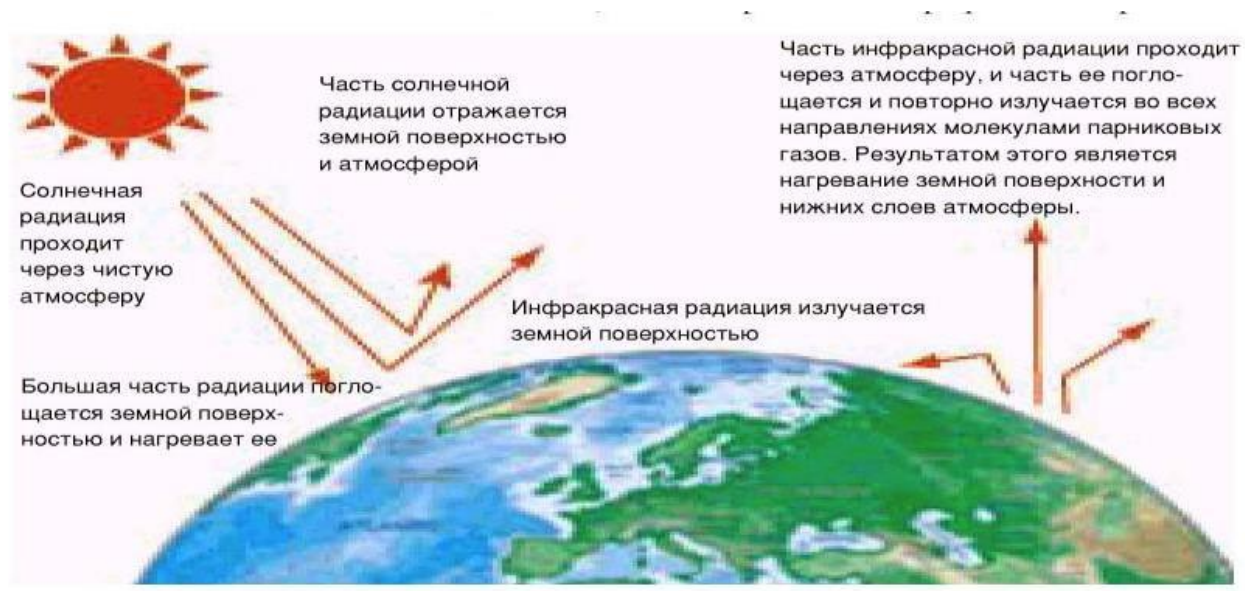 Часть солнечной
радиации отражается
земной поверхностью
и атмосферой
Часть инфракрасной радиации проходит
через атмосферу, и часть ее погло-
щается и повторно излучается во всех
направлениях молекулами парниковых
газов. Результатом этого является
нагревание земной поверхности и
нижних слоев атмосферы.
Солнечная
радиация
проходит
через чистую
атмосферу
Инфракрасная радиация излучается
земной поверхностью
Большая часть радиации погло-
щается земной поверх-
ностью и нагревает ее